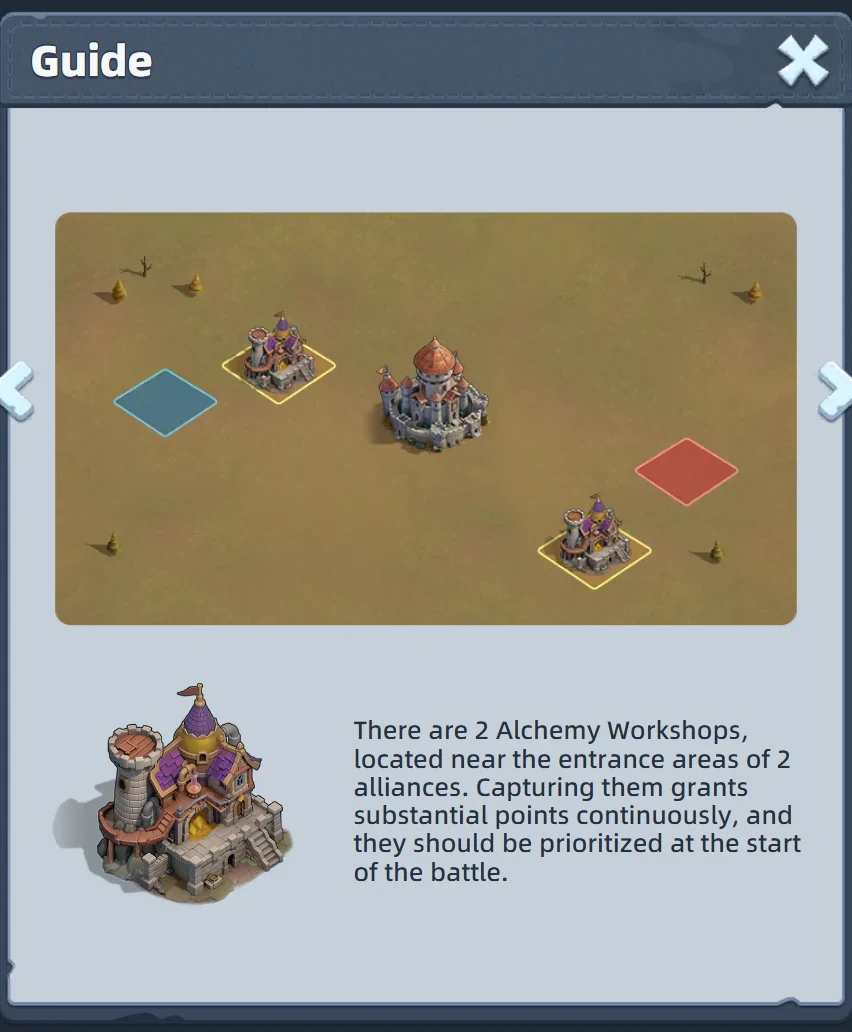 Guide
There are 2 Alchemy Workshops,
located near the entrance areas of 2
alliances. Capturing them grants
substantial points continuously, and
they should be prioritized at the start
of the battle.